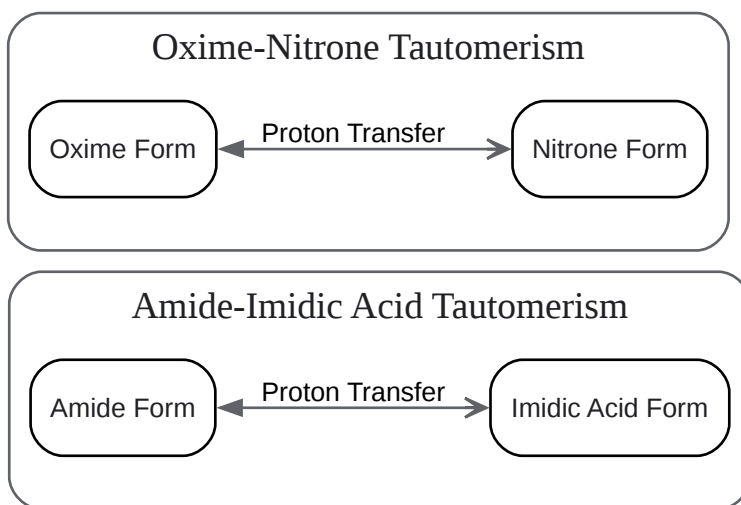 Oxime-Nitrone Tautomerism
Proton Transfer
Oxime Form
Nitrone Form
Amide-Imidic Acid Tautomerism
Proton Transfer
Amide Form
Imidic Acid Form